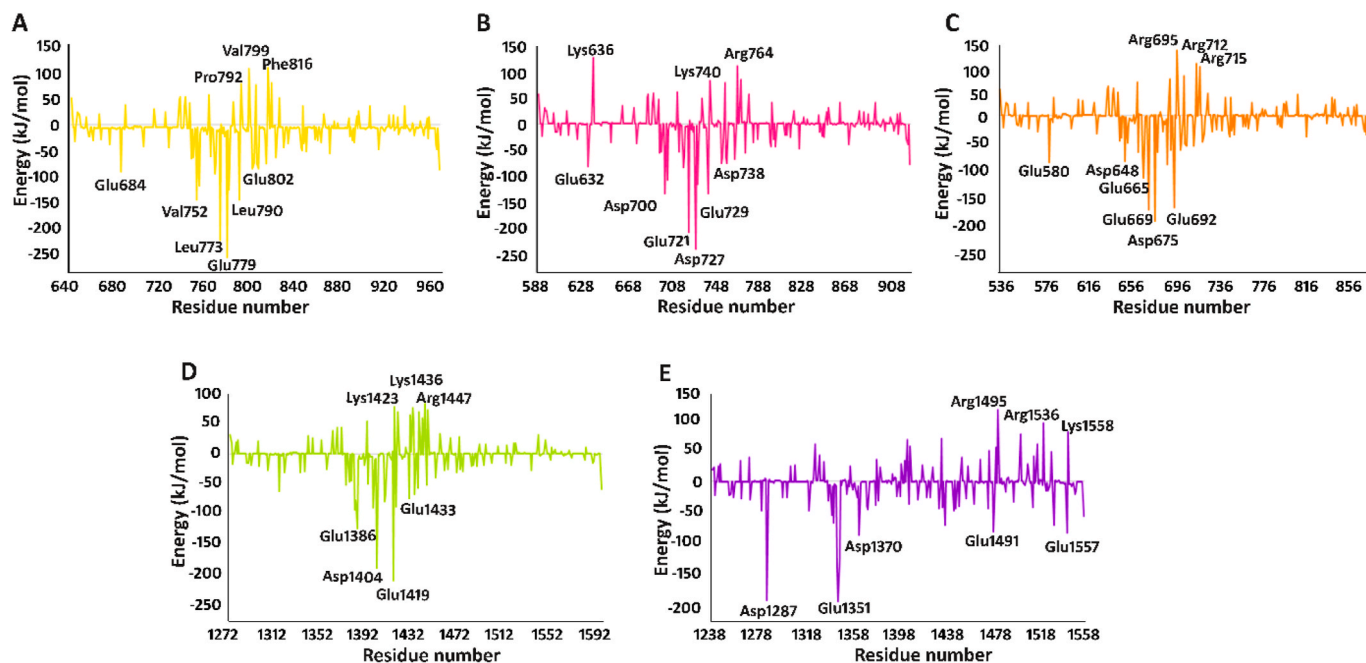 A
Energy (kJ/mol)
150
100
50
0
-50
-100
-150
-200
-250
Val799
Phe816
Pro792
Glu684
Glu802
Val752
Leu790
Leu773
Glu779
640 680 720 760 800 840 880 920 960
Residue number
B
Energy (kJ/mol)
150
100
50
0
-50
-100
-150
-200
-250
Lys636
Arg764
Lys740
Glu632
Asp738
Asp700
Glu729
Glu721
Asp727
588 628 668 708 748 788 828 868 908
Residue number
C
Energy (kJ/mol)
150
100
50
0
-50
-100
-150
-200
-250
Arg695 Arg712
Arg715
Glu580
Asp648
Glu665
Glu669
Glu692
Asp675
536 576 616 656 696 736 776 816 856
Residue number
D
Energy (kJ/mol)
100
50
0
-50
-100
-150
-200
-250
Lys1436
Lys1423
Arg1447
Glu1433
Glu1386
Asp1404
Glu1419
1272 1312 1352 1392 1432 1472 1512 1552 1592
Residue number
E
Energy (kJ/mol)
150
100
50
0
-50
-100
-150
-200
Arg1495
Arg1536
Lys1558
Asp1370
Glu1491
Glu1557
Asp1287
Glu1351
1238 1278 1318 1358 1398 1438 1478 1518 1558
Residue number